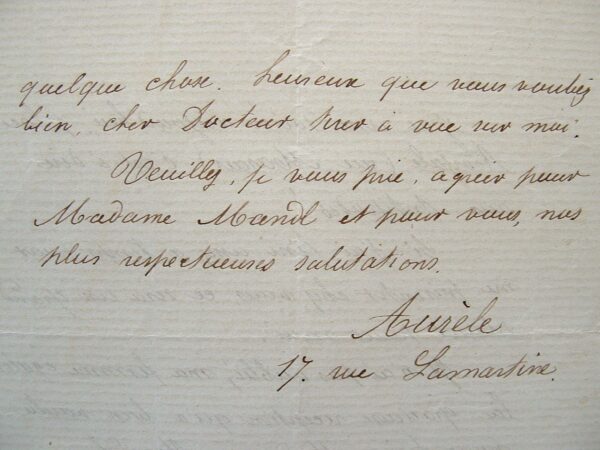 quelque chose. heureux que vous vouliez
bien, cher Docteur tirer à vue sur moi.
Veuillez, je vous prie, agréer pour
Madame Mandl et pour vous, nos
plus respectueuses salutations.
Aurèle
17. rue Lamartine.